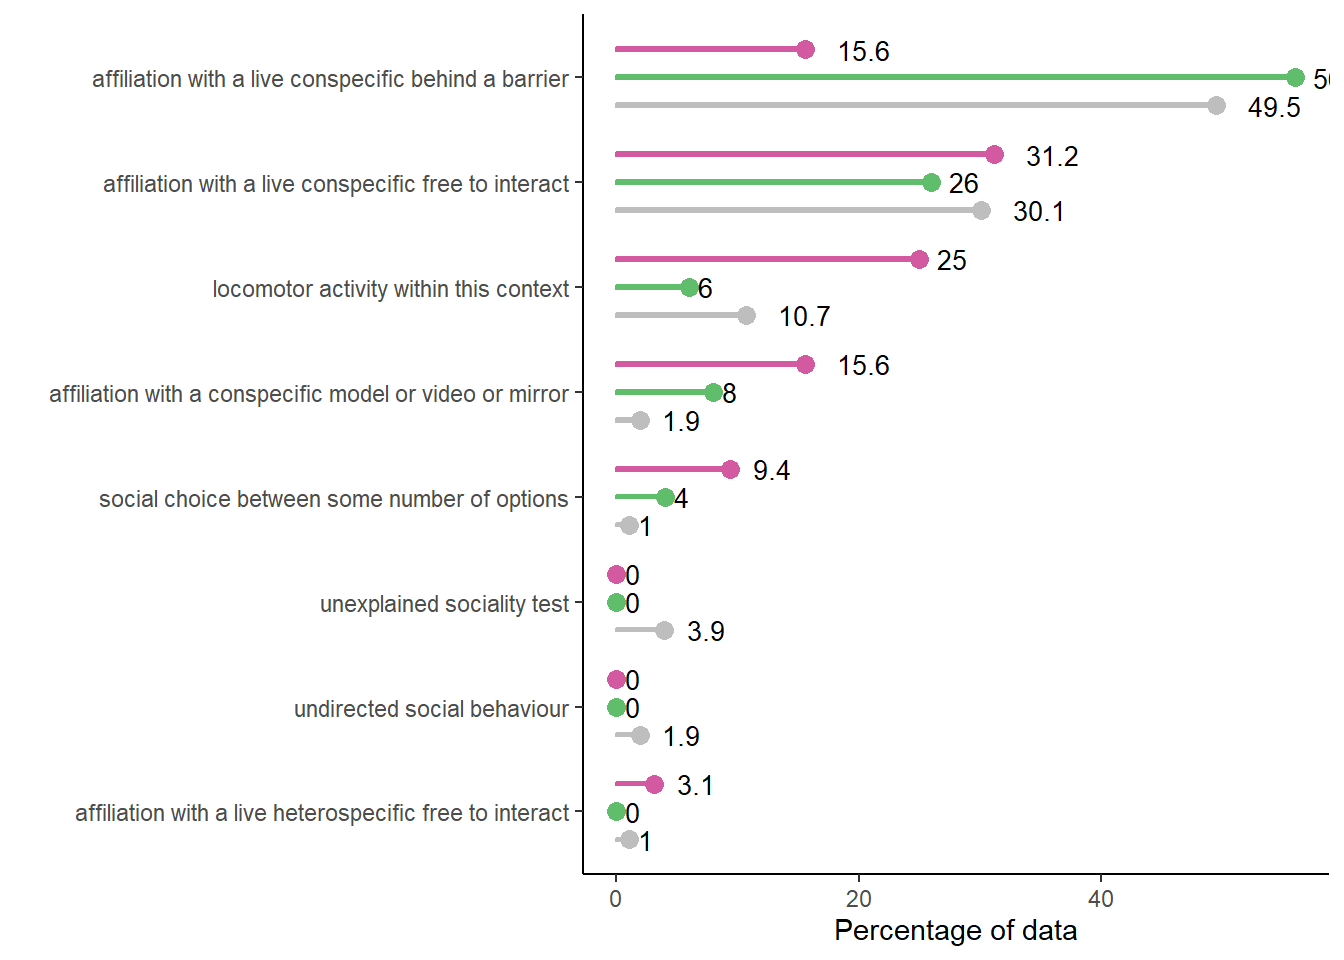 15.6
affiliation with a live conspecific behind a barrier
49.5
31.2
affiliation with a live conspecific free to interact
26
30.1
25
locomotor activity within this context
6
10.7
15.6
affiliation with a conspecific model or video or mirror
8
1.9
9.4
social choice between some number of options
4
1
0
unexplained sociality test
0
3.9
0
undirected social behaviour
0
1.9
3.1
affiliation with a live heterospecific free to interact
0
1
0 20 40
Percentage of data